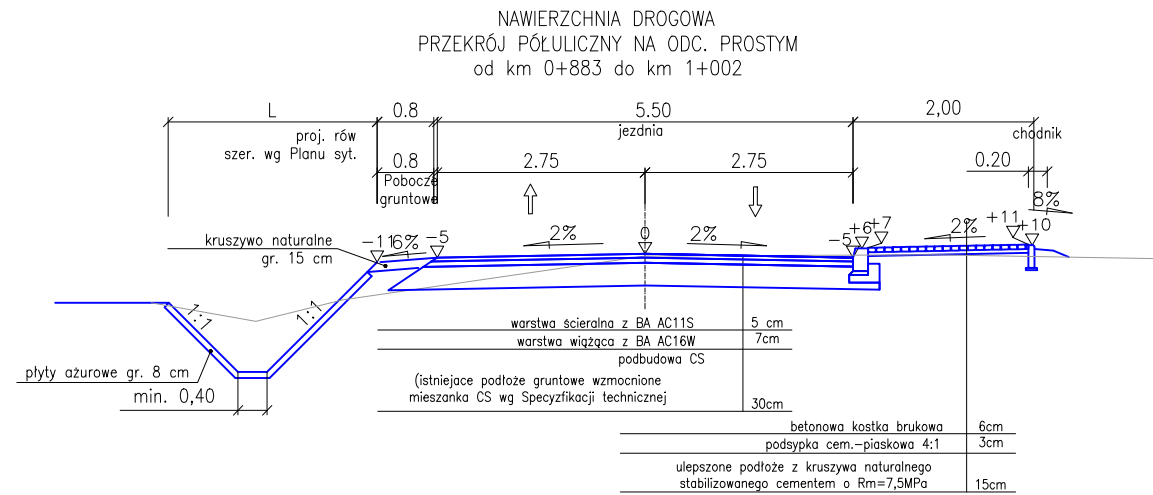 NAWIERZCHNIA DROGOWA
PRZEKRÓJ PÓŁULICZNY NA ODC. PROSTYM
od km 0+883 do km 1+002
L
0.8
5.50
2,00
proj. rów
szer. wg Planu syt.
jezdnia
chodnik
0.8
2.75
2.75
0.20
Pobocze
gruntowe
8%
kruszywo naturalne
gr. 15 cm
-11
6%
-5
2%
0
2%
-5
+6
+7
2%
+11
+10
1:1
1:1
płyty ażurowe gr. 8 cm
min. 0,40
warstwa ścieralna z BA AC11S 5 cm
warstwa wiążąca z BA AC16W 7cm
podbudowa CS
(istniejace podłoże gruntowe wzmocnione
mieszanka CS wg Specyzfikacji technicznej 30cm
betonowa kostka brukowa 6cm
podsypka cem.-piaskowa 4:1 3cm
ulepszone podłoże z kruszywa naturalnego
stabilizowanego cementem o Rm=7,5MPa 15cm